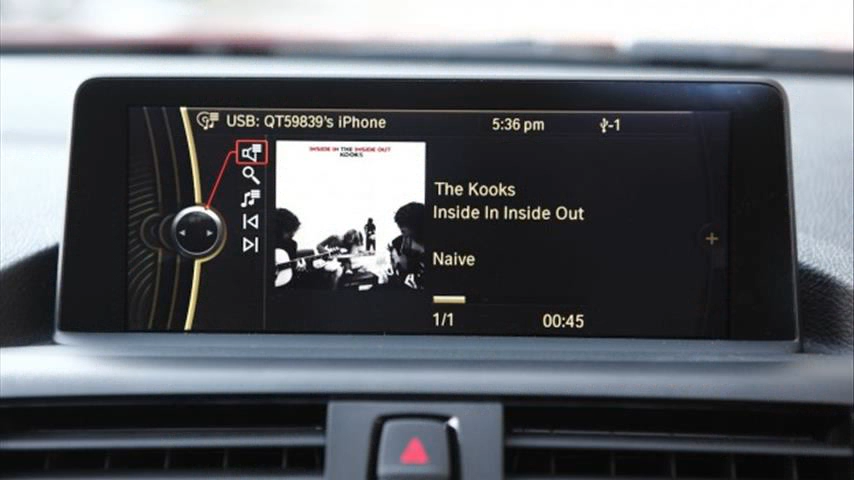 USB: QT59839's iPhone
5:36 pm
-1
INSIDE IN THE INSIDE OUT
KOOKS
The Kooks
Inside In Inside Out
Naive
1/1
00:45
+